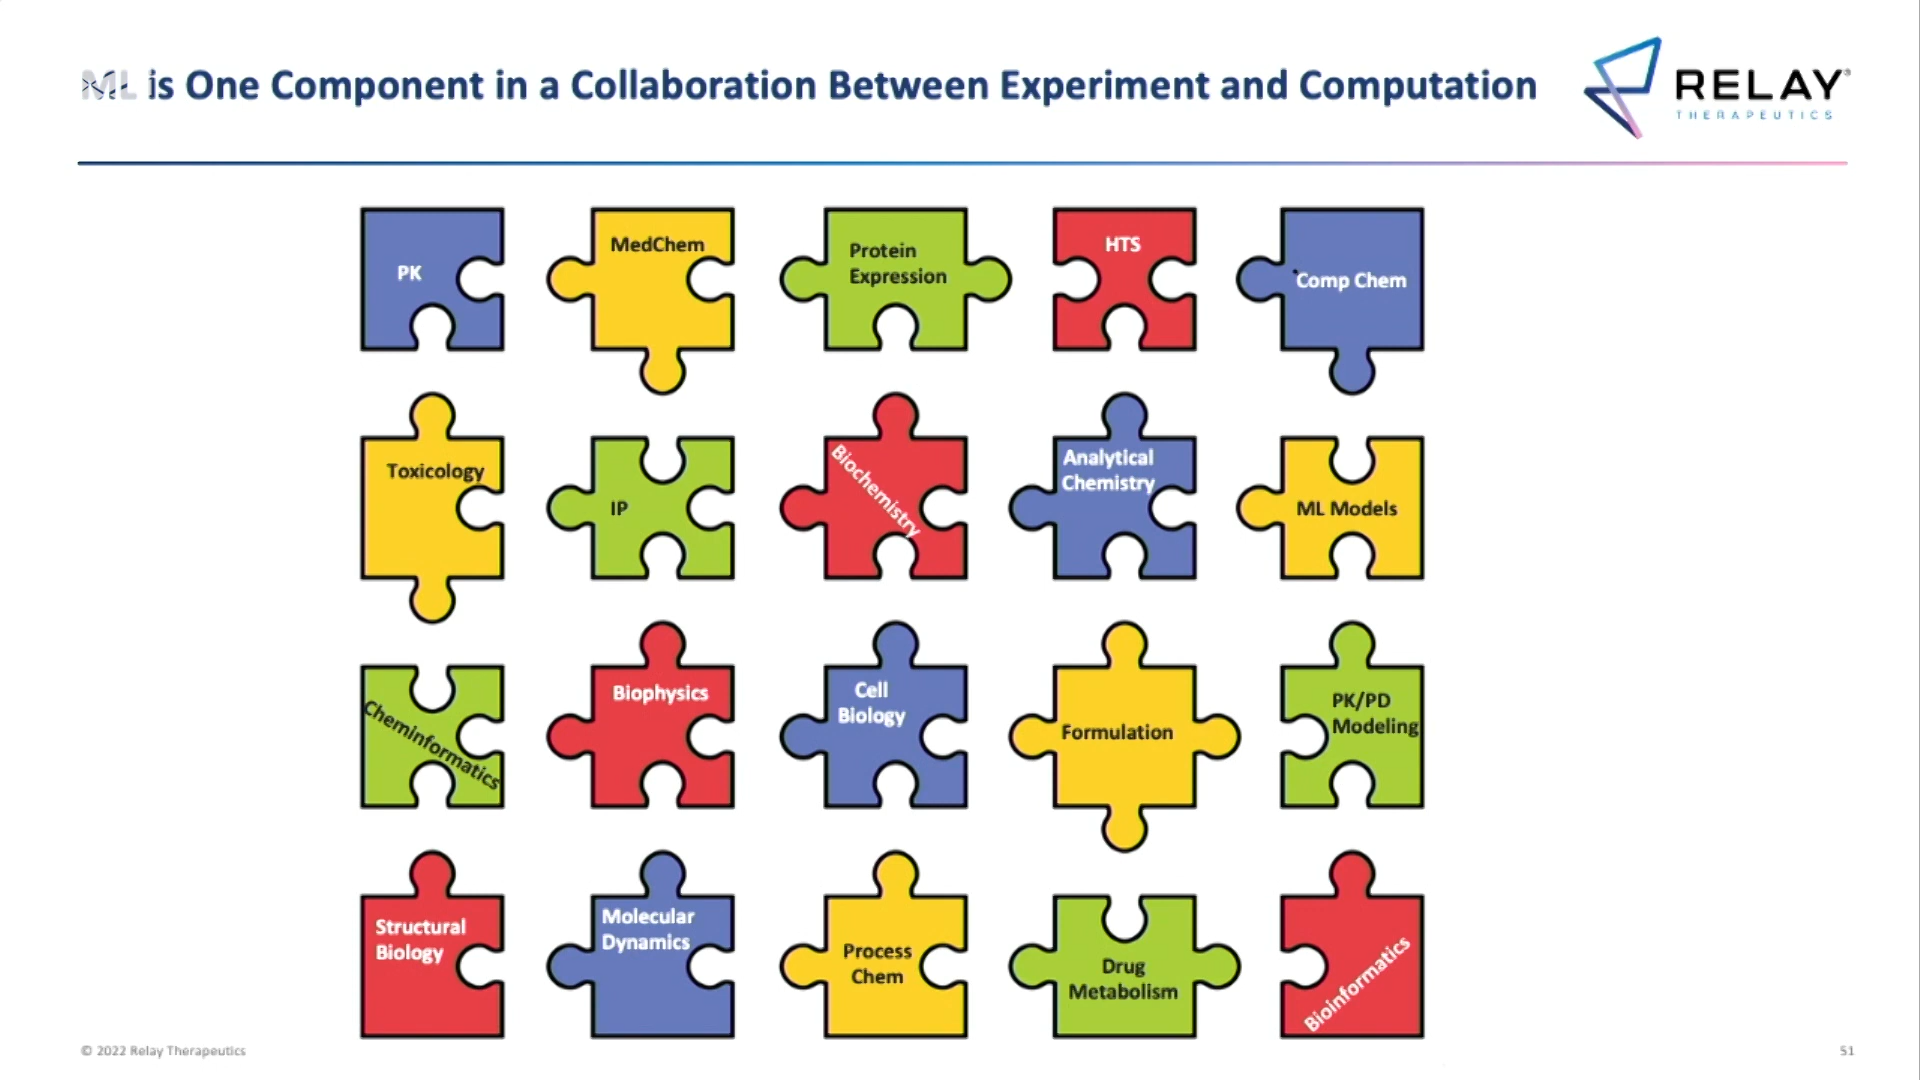 ML is One Component in a Collaboration Between Experiment and Computation
RELAY
THERAPEUTICS
PK
MedChem
Protein
Expression
HTS
Comp Chem
Toxicology
IP
Biochemistry
Analytical
Chemistry
ML Models
Cheminformatics
Biophysics
Cell
Biology
Formulation
PK/PD
Modeling
Structural
Biology
Molecular
Dynamics
Process
Chem
Drug
Metabolism
Bioinformatics
© 2022 Relay Therapeutics
51